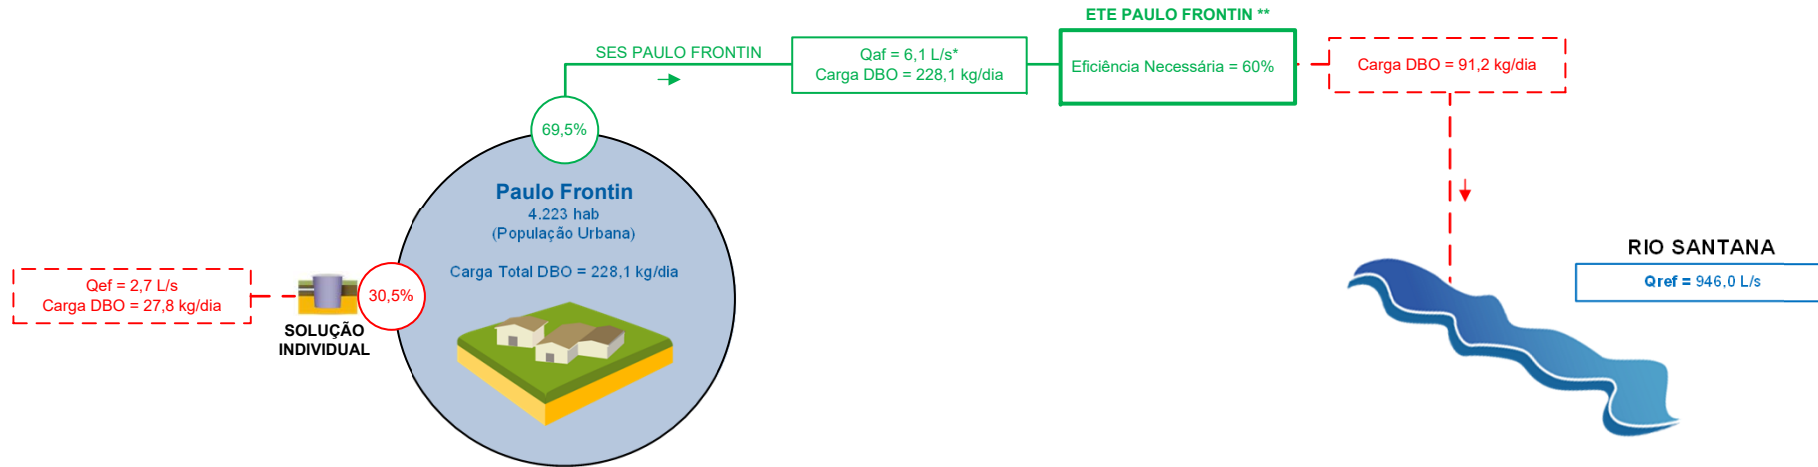 ETE PAULO FRONTIN **
SES PAULO FRONTIN
Qaf = 6,1 L/s*
Carga DBO = 228,1 kg/dia
Eficiência Necessária = 60%
Carga DBO = 91,2 kg/dia
69,5%
Paulo Frontin
4.223 hab
(População Urbana)
Carga Total DBO = 228,1 kg/dia
Qef = 2,7 L/s
Carga DBO = 27,8 kg/dia
30,5%
SOLUÇÃO
INDIVIDUAL
RIO SANTANA
Qref = 946,0 L/s